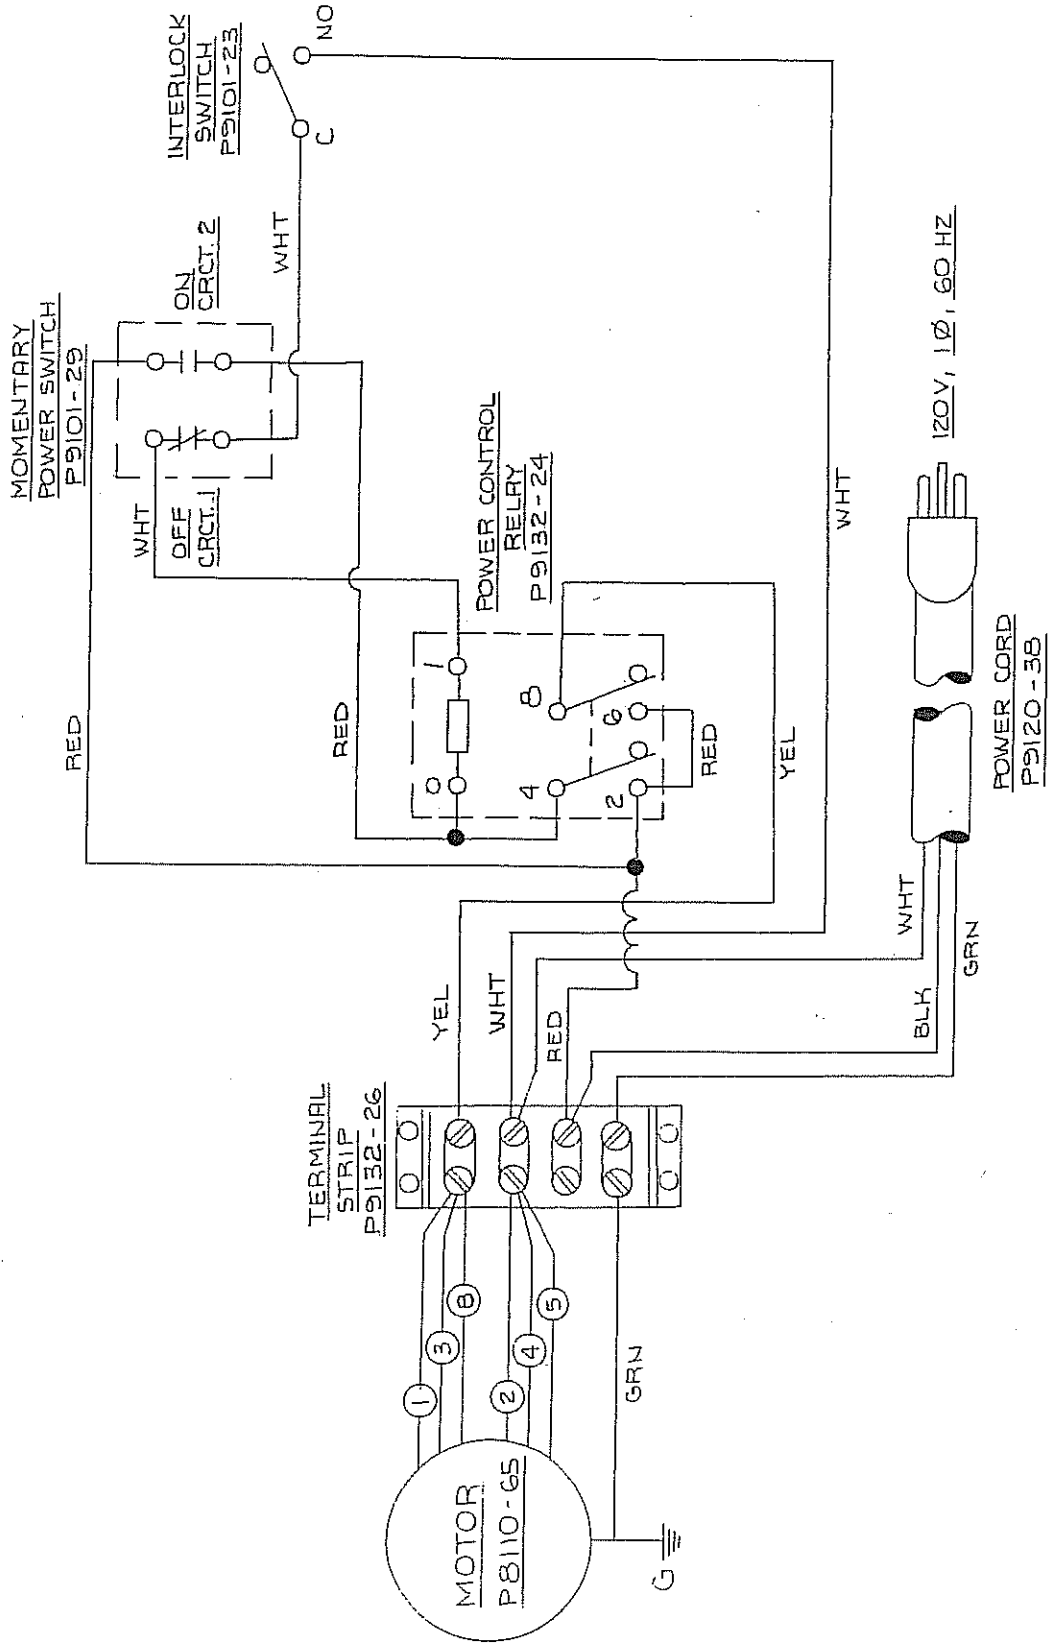 MOTOR
P8110-65
1
3
8
2
4
5
GRN
G
TERMINAL
STRIP
P9132-26
YEL
WHT
RED
BLK
WHT
GRN
RED
RED
WHT
MOMENTARY
POWER SWITCH
P9101-29
OFF
CRCT.1
ON
CRCT.2
WHT
INTERLOCK
SWITCH
P9101-23
C
NO
POWER CONTROL
RELAY
P9132-24
0
1
4
8
2
6
RED
YEL
WHT
POWER CORD
P9120-38
120V, 1Ø, 60 HZ